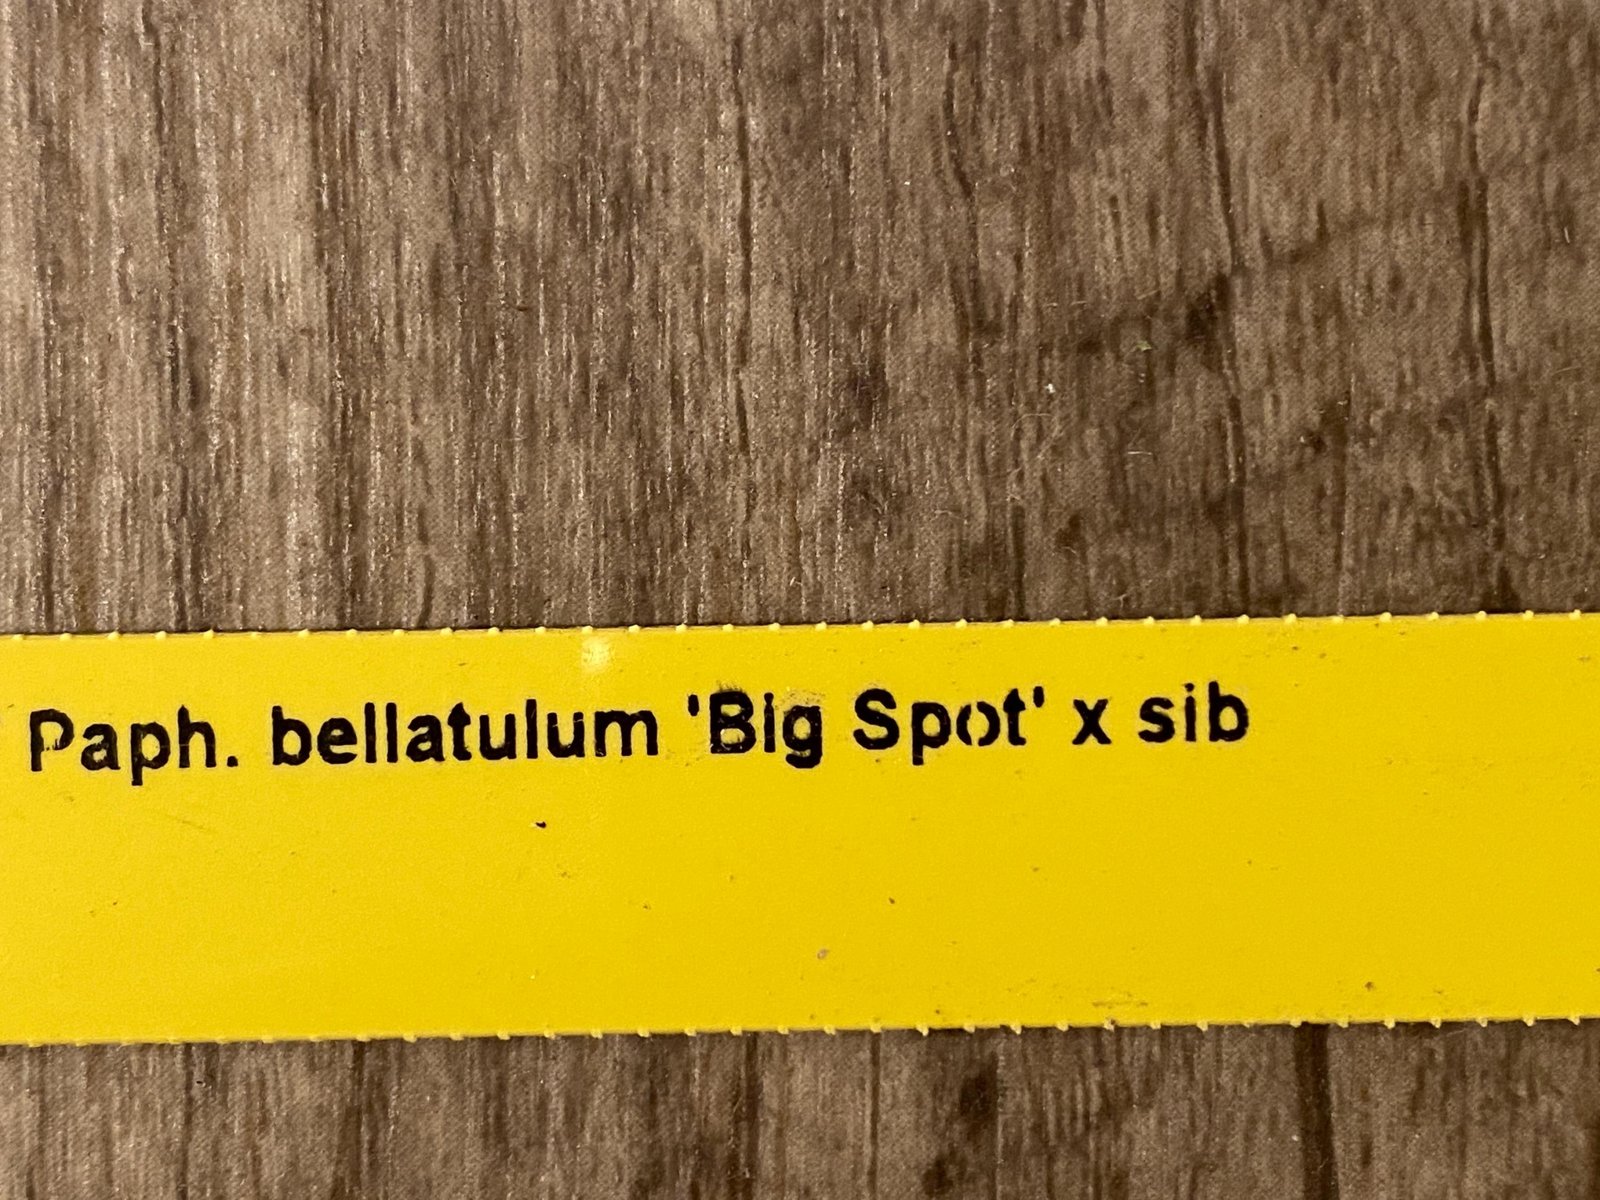 Paph. bellatulum 'Big Spot' x sib